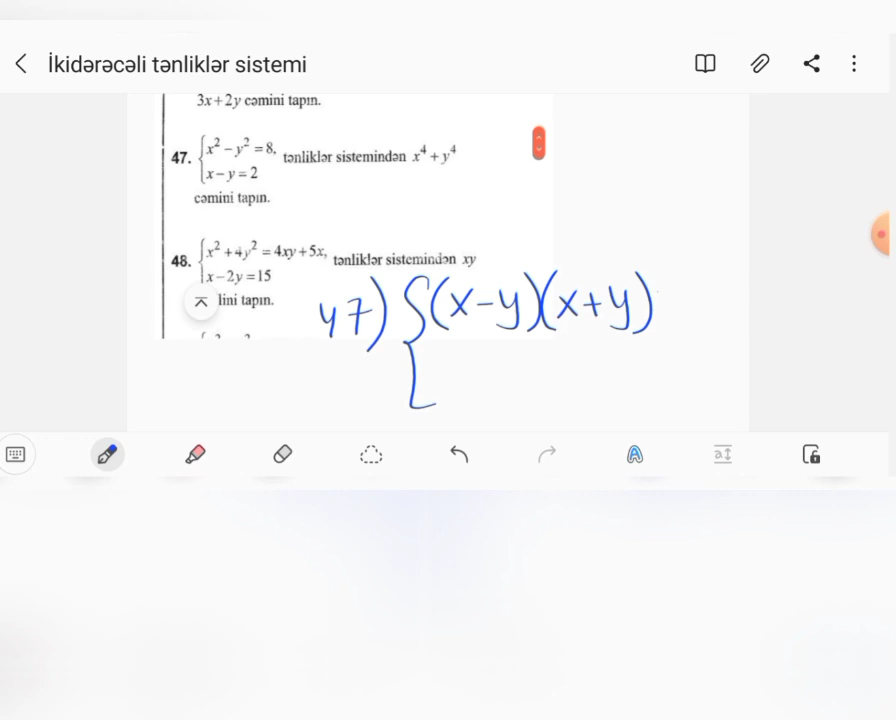 İkidərəcəli tənliklər sistemi
3x+2y cəmini tapın.
47. {x² − y² = 8, x − y = 2 tənliklər sistemindən x⁴ + y⁴
cəmini tapın.
48. {x² + 4y² = 4xy + 5x, x − 2y = 15 tənliklər sistemindən xy
lini tapın.
47) {(x−y)(x+y)